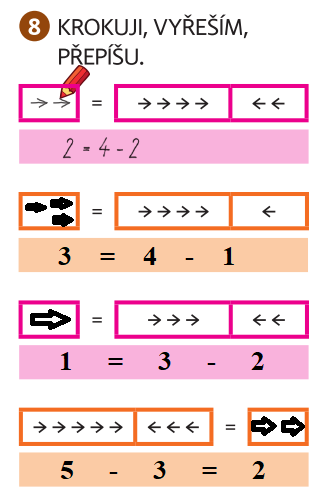 8 KROKUJI, VYŘEŠÍM,
PŘEPÍŠU.
→→ = →→→→ ←←
2 = 4 - 2
→→→ = →→→→ ←
3 = 4 - 1
⇨ = →→→ ←←
1 = 3 - 2
→→→→→ ←←← = ⇨⇨
5 - 3 = 2